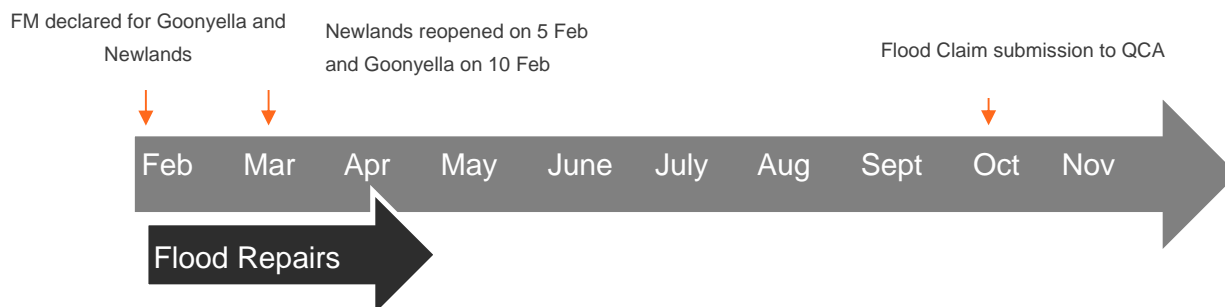 FM declared for Goonyella and
Newlands
Newlands reopened on 5 Feb
and Goonyella on 10 Feb
Flood Claim submission to QCA
Feb Mar Apr May June July Aug Sept Oct Nov
Flood Repairs